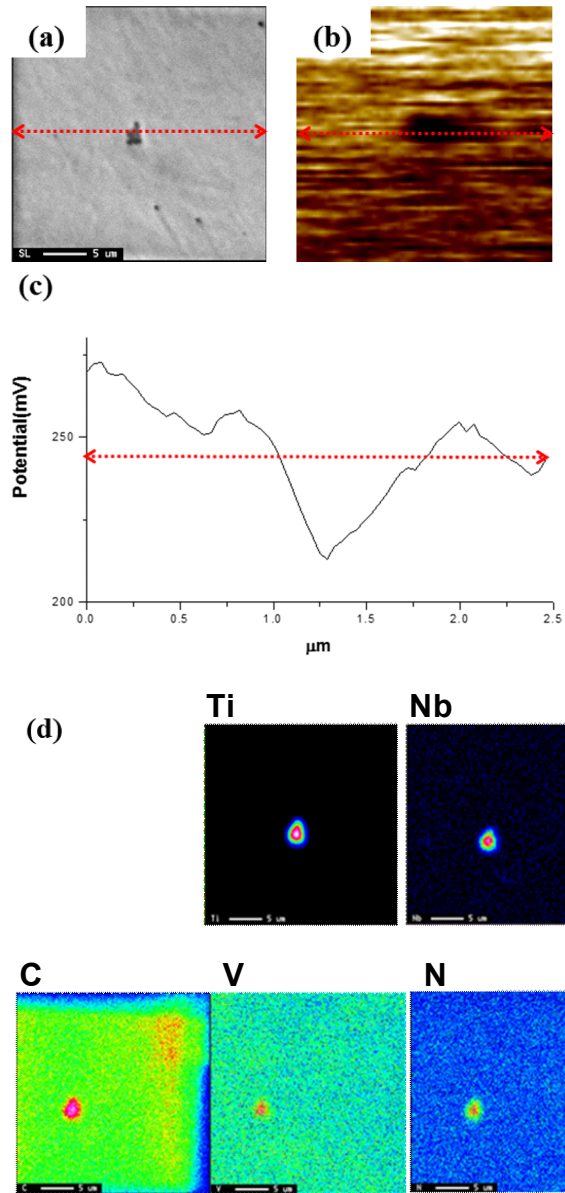 (a)
(b)
SL 5 um
(c)
Potential(mV)
250
200
0.0 0.5 1.0 1.5 2.0 2.5
μm
(d)
Ti
Nb
Ti 5 um
Nb 5 um
C
V
N
C 5 um
V 5 um
N 5 um